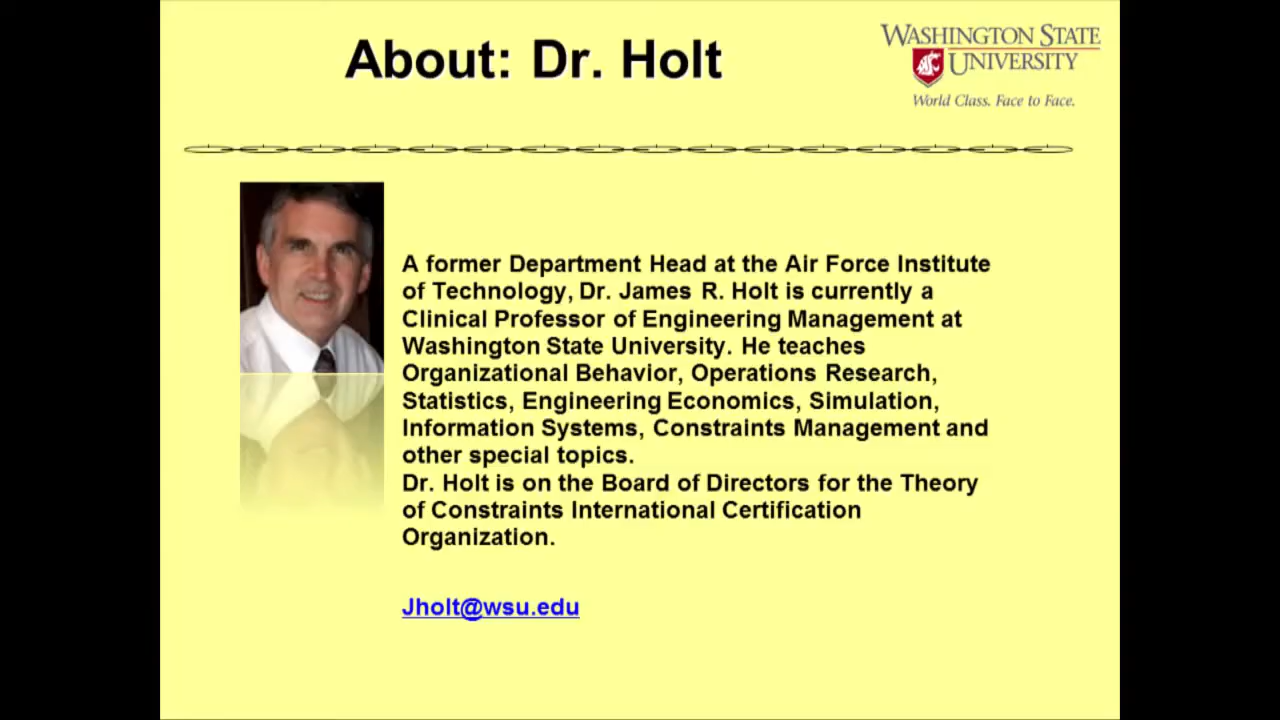 About: Dr. Holt
WASHINGTON STATE
UNIVERSITY
World Class. Face to Face.
A former Department Head at the Air Force Institute
of Technology, Dr. James R. Holt is currently a
Clinical Professor of Engineering Management at
Washington State University. He teaches
Organizational Behavior, Operations Research,
Statistics, Engineering Economics, Simulation,
Information Systems, Constraints Management and
other special topics.
Dr. Holt is on the Board of Directors for the Theory
of Constraints International Certification
Organization.
Jholt@wsu.edu